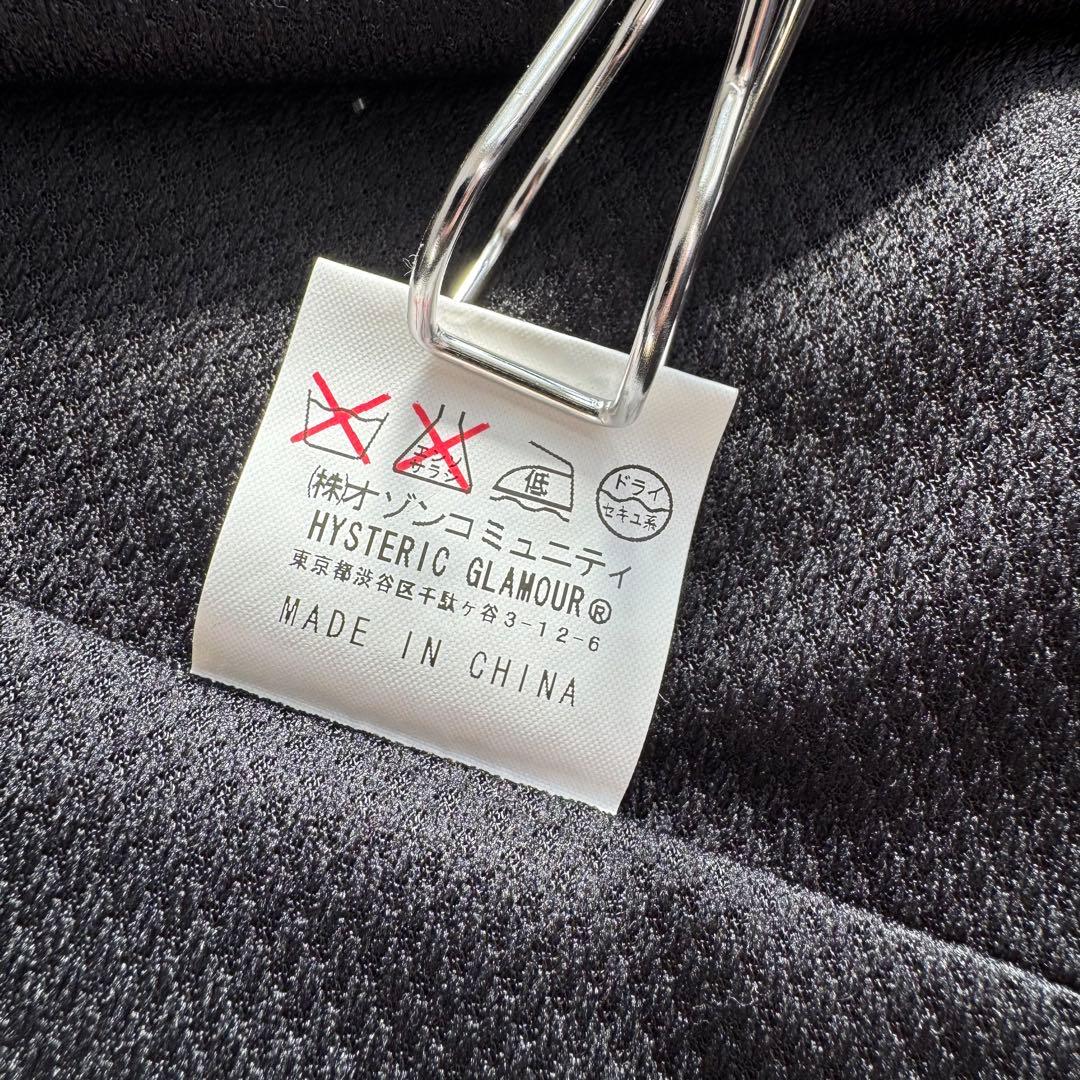 エンソ
サラシ
低
ドライ
セキユ系
(株)オゾンコミュニティ
HYSTERIC GLAMOUR®
東京都渋谷区千駄ヶ谷3-12-6
MADE IN CHINA